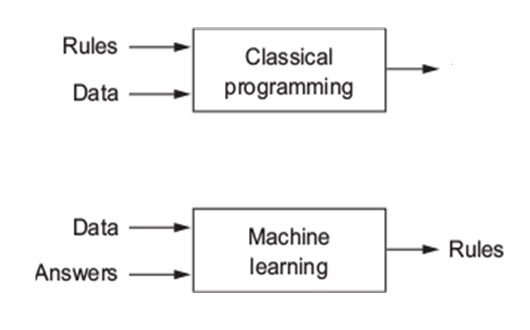 Rules
Data
Classical
programming
Data
Answers
Machine
learning
Rules